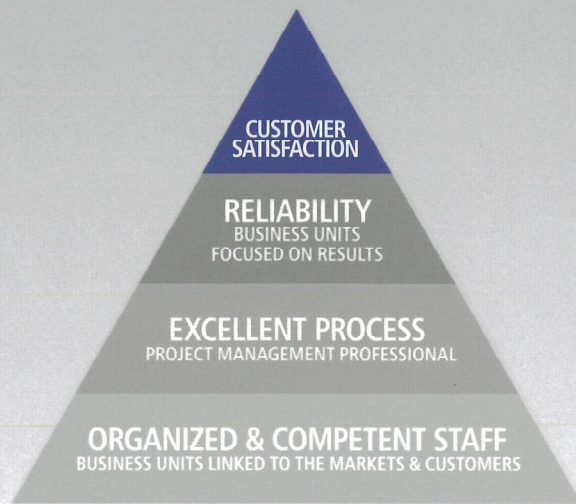 CUSTOMER
SATISFACTION
RELIABILITY
BUSINESS UNITS
FOCUSED ON RESULTS
EXCELLENT PROCESS
PROJECT MANAGEMENT PROFESSIONAL
ORGANIZED & COMPETENT STAFF
BUSINESS UNITS LINKED TO THE MARKETS & CUSTOMERS